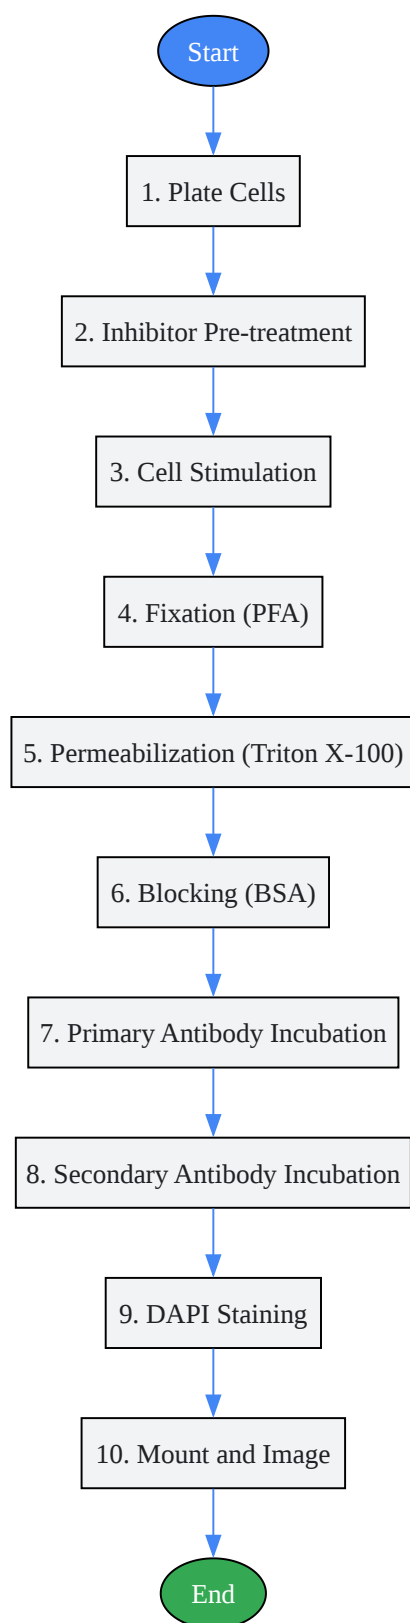 Start
1. Plate Cells
2. Inhibitor Pre-treatment
3. Cell Stimulation
4. Fixation (PFA)
5. Permeabilization (Triton X-100)
6. Blocking (BSA)
7. Primary Antibody Incubation
8. Secondary Antibody Incubation
9. DAPI Staining
10. Mount and Image
End